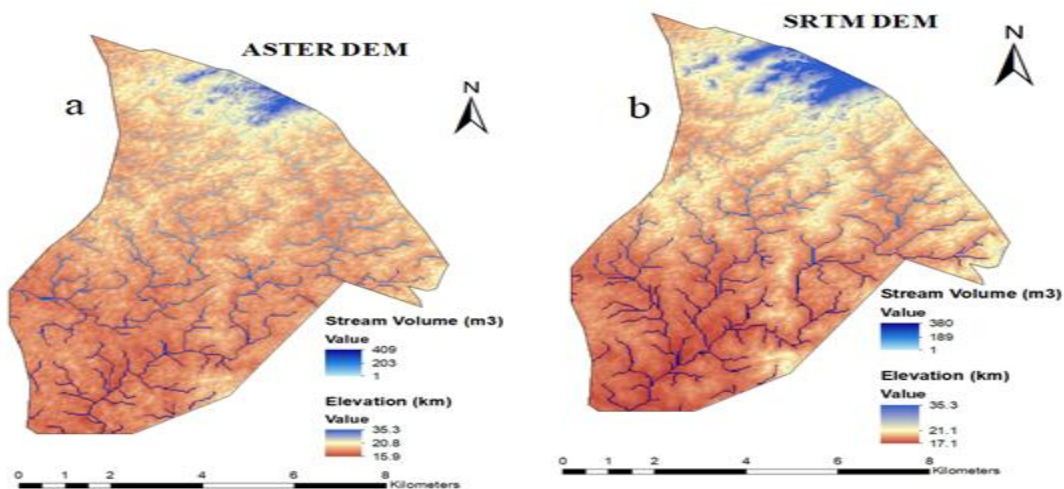 ASTER DEM
a
N
Stream Volume (m3)
Value
409
203
1
Elevation (km)
Value
35.3
20.8
15.9
0 1 2 4 6 8
Kilometers
SRTM DEM
b
N
Stream Volume (m3)
Value
380
189
1
Elevation (km)
Value
35.3
21.1
17.1
0 1 2 4 6 8
Kilometers